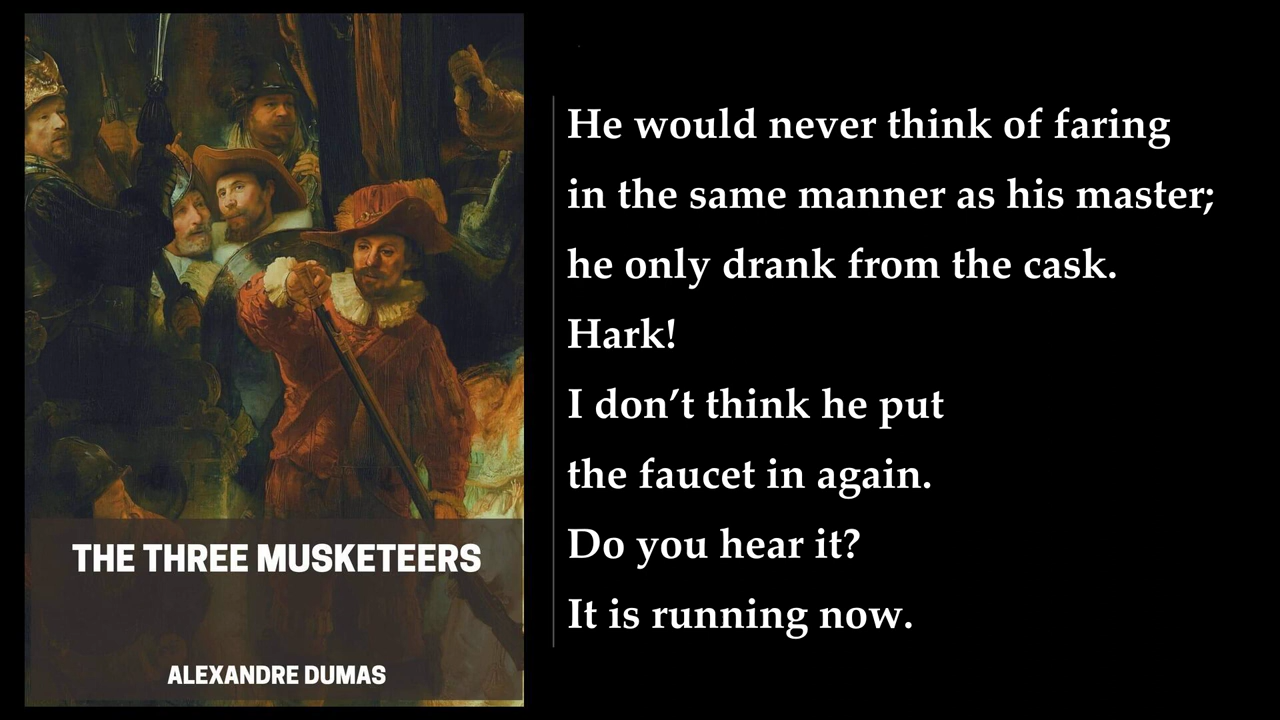 THE THREE MUSKETEERS
ALEXANDRE DUMAS
He would never think of faring
in the same manner as his master;
he only drank from the cask.
Hark!
I don’t think he put
the faucet in again.
Do you hear it?
It is running now.